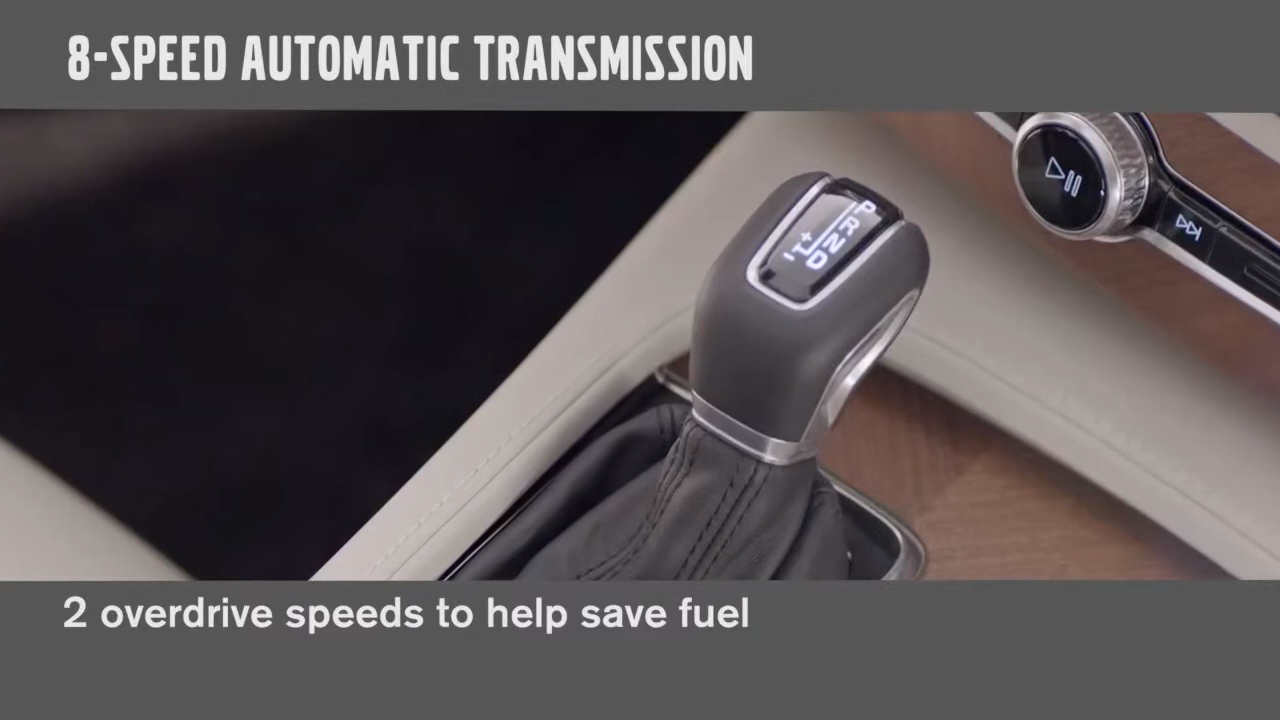 8-SPEED AUTOMATIC TRANSMISSION
P
R
N
+
D
-
2 overdrive speeds to help save fuel